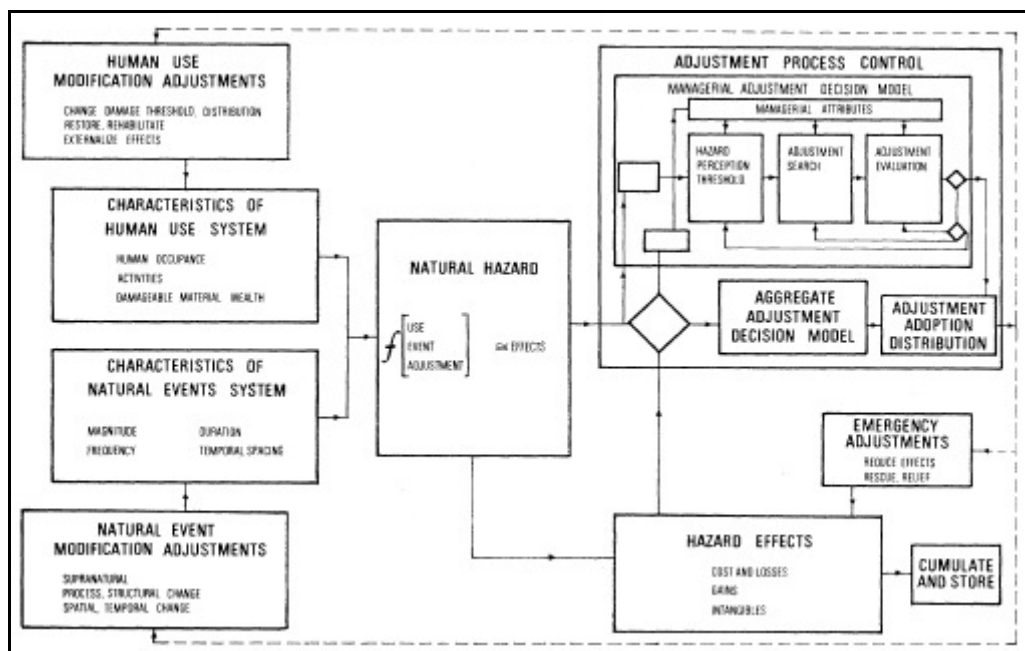 HUMAN USE
MODIFICATION ADJUSTMENTS
CHANGE DAMAGE THRESHOLD, DISTRIBUTION
RESTORE, REHABILITATE
EXTERNALIZE EFFECTS
CHARACTERISTICS OF
HUMAN USE SYSTEM
HUMAN OCCUPANCE
ACTIVITIES
DAMAGEABLE MATERIAL WEALTH
CHARACTERISTICS OF
NATURAL EVENTS SYSTEM
MAGNITUDE DURATION
FREQUENCY TEMPORAL SPACING
NATURAL EVENT
MODIFICATION ADJUSTMENTS
SUPRANATURAL
PROCESS, STRUCTURAL CHANGE
SPATIAL, TEMPORAL CHANGE
NATURAL HAZARD
f
USE
EVENT EFFECTS
ADJUSTMENT
ADJUSTMENT PROCESS CONTROL
MANAGERIAL ADJUSTMENT DECISION MODEL
MANAGERIAL ATTRIBUTES
HAZARD
PERCEPTION
THRESHOLD
ADJUSTMENT
SEARCH
ADJUSTMENT
EVALUATION
AGGREGATE
ADJUSTMENT
DECISION MODEL
ADJUSTMENT
ADOPTION
DISTRIBUTION
EMERGENCY
ADJUSTMENTS
REDUCE EFFECTS
RESCUE, RELIEF
HAZARD EFFECTS
COST AND LOSSES
GAINS
INTANGIBLES
CUMULATE
AND STORE